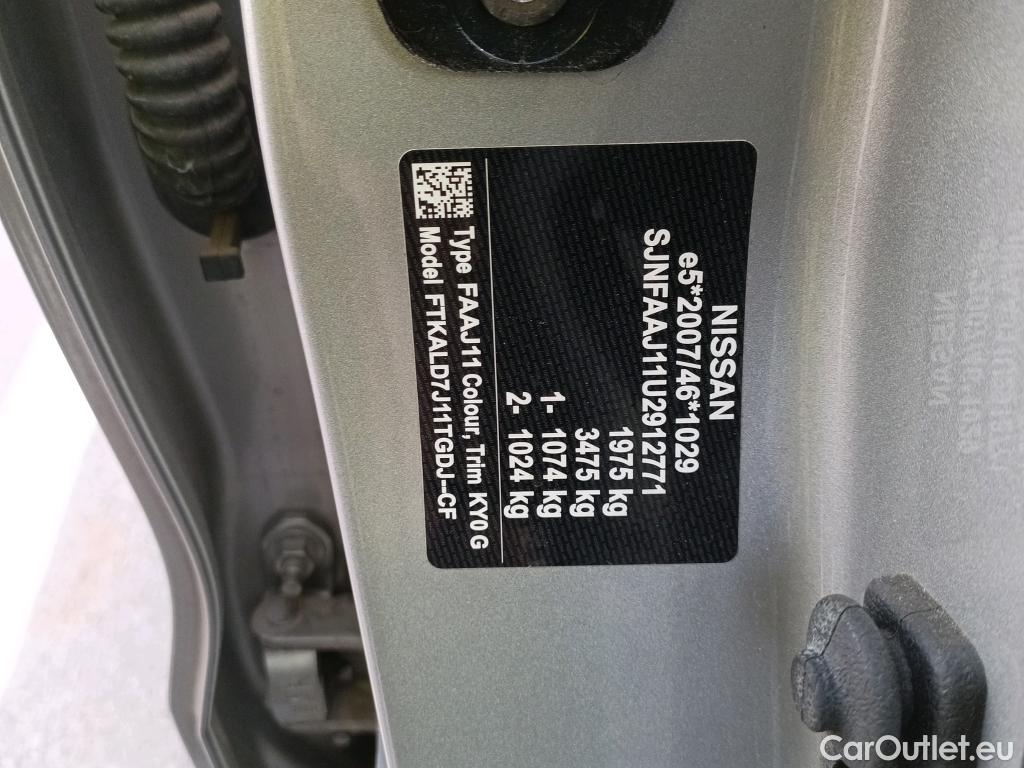 NISSAN
e5*2007/46*1029
SJNFAAJ11U2912771
1975 kg
3475 kg
1- 1074 kg
2- 1024 kg
Type FAAJ11 Colour, Trim KY0 G
Model FTKALD7J11TGDJ--CF
CarOutlet.eu